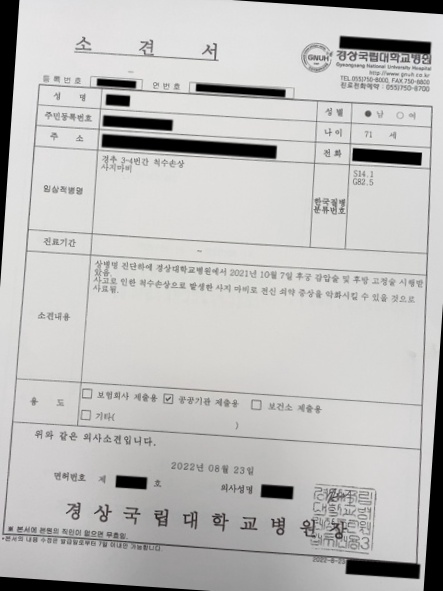 소 견 서
GNUH
경상국립대학교병원
Gyeongsang National University Hospital
http://www.gnuh.co.kr
TEL.055)750-8000, FAX.750-8800
진료전화예약 : 055)750-8700
등록번호 연번호
성 명 성별 ● 남 ○ 여
주민등록번호 나이 71 세
주 소 전화
임상적병명
경추 3-4번간 척수손상
사지마비
한국질병
분류번호
S14.1
G82.5
진료기간 ~
소견내용
상병명 진단하에 경상대학교병원에서 2021년 10월 7일 후궁 감압술 및 후방 고정술 시행받
았음.
사고로 인한 척수손상으로 발생한 사지 마비로 전신 쇠약 증상을 악화시킬 수 있을 것으로
사료됨.
용 도
□ 보험회사 제출용 ☑ 공공기관 제출용 □ 보건소 제출용
□ 기타( )
위와 같은 의사소견입니다.
2022년 08월 23일
면허번호 제 호 의사성명
경상국립대학교병원장
※ 본서에 관련의 직인이 없으면 무효임.
*본서의 내용 수정은 발급일로부터 7일 이내만 가능합니다.
2022-8-23